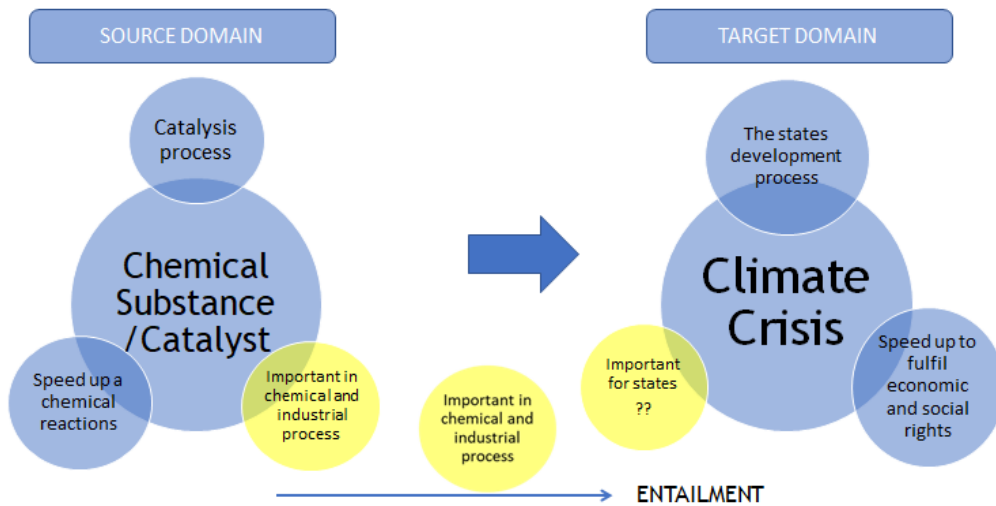 SOURCE DOMAIN
TARGET DOMAIN
Catalysis
process
Chemical
Substance
/Catalyst
Speed up a
chemical
reactions
Important in
chemical and
industrial
process
Important in
chemical and
industrial
process
The states
development
process
Climate
Crisis
Important
for states
??
Speed up to
fulfil
economic
and social
rights
ENTAILMENT